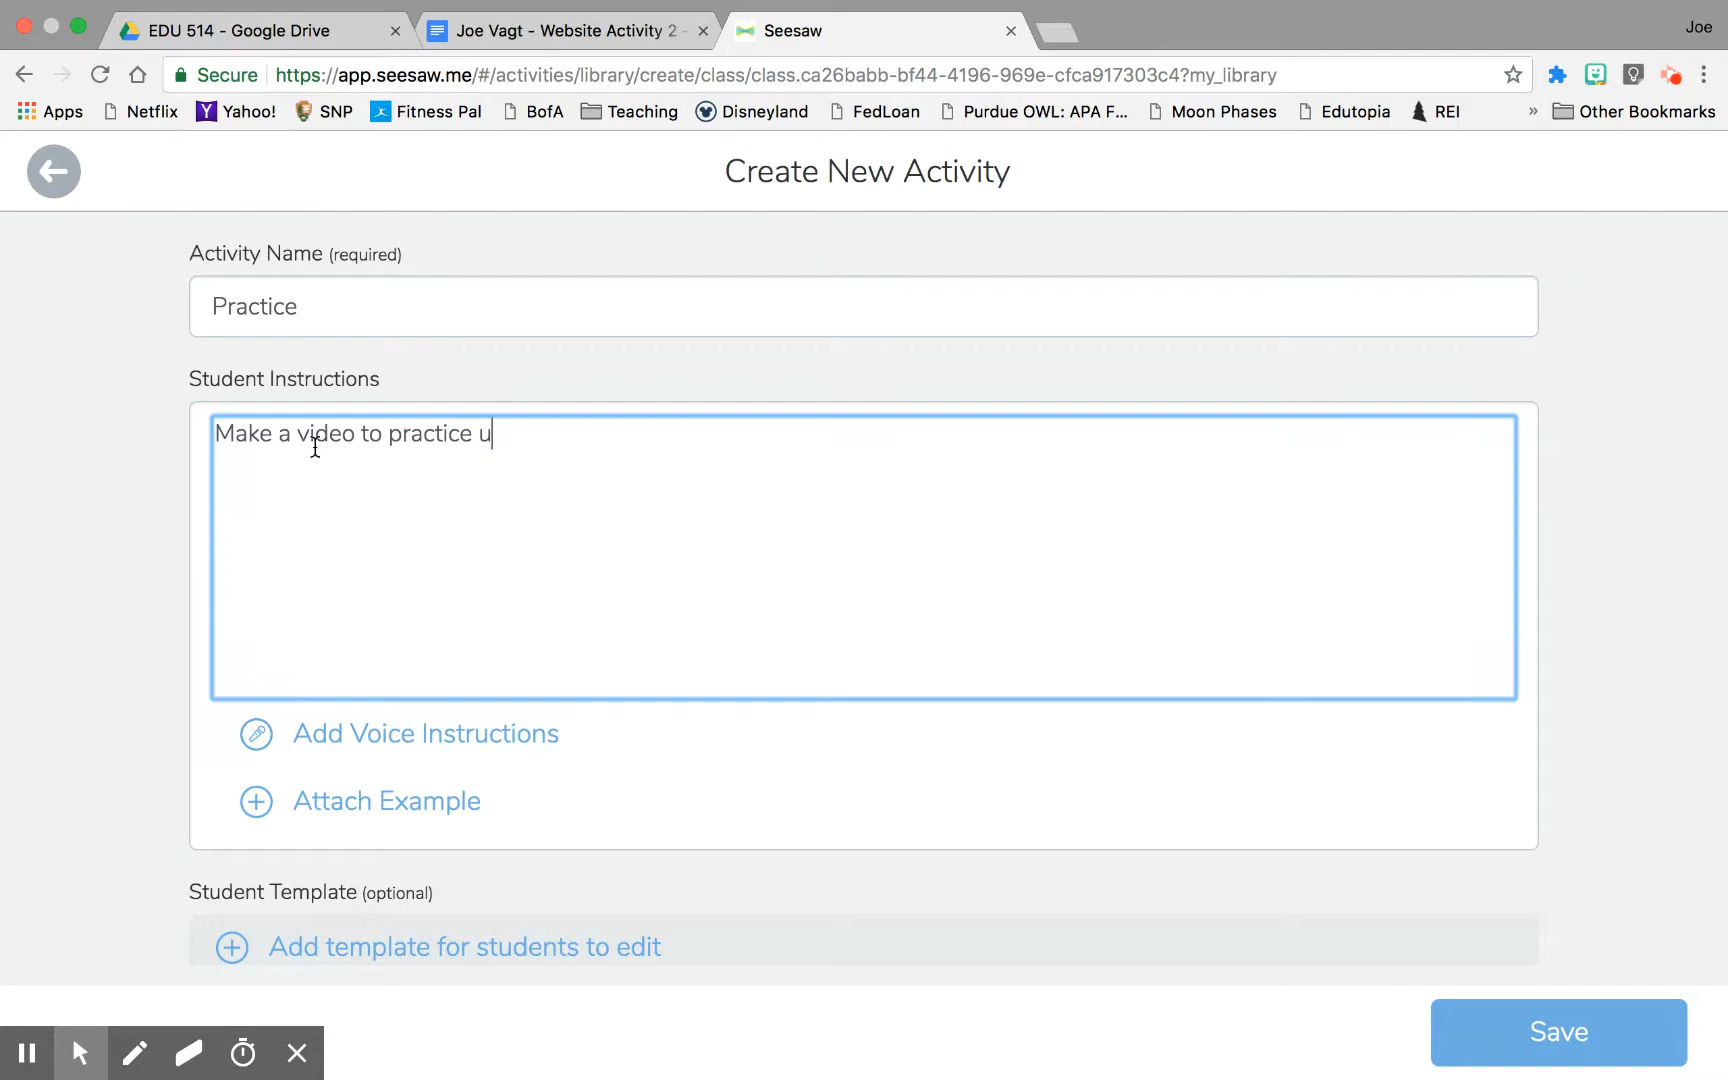 EDU 514 - Google Drive
Joe Vagt - Website Activity 2 -
Seesaw
Joe
Secure https://app.seesaw.me/#/activities/library/create/class/class.ca26babb-bf44-4196-969e-cfca917303c4?my_library
Apps Netflix Yahoo! SNP Fitness Pal BofA Teaching Disneyland FedLoan Purdue OWL: APA F... Moon Phases Edutopia REI » Other Bookmarks
Create New Activity
Activity Name (required)
Practice
Student Instructions
Make a video to practice u
Add Voice Instructions
Attach Example
Student Template (optional)
Add template for students to edit
Save